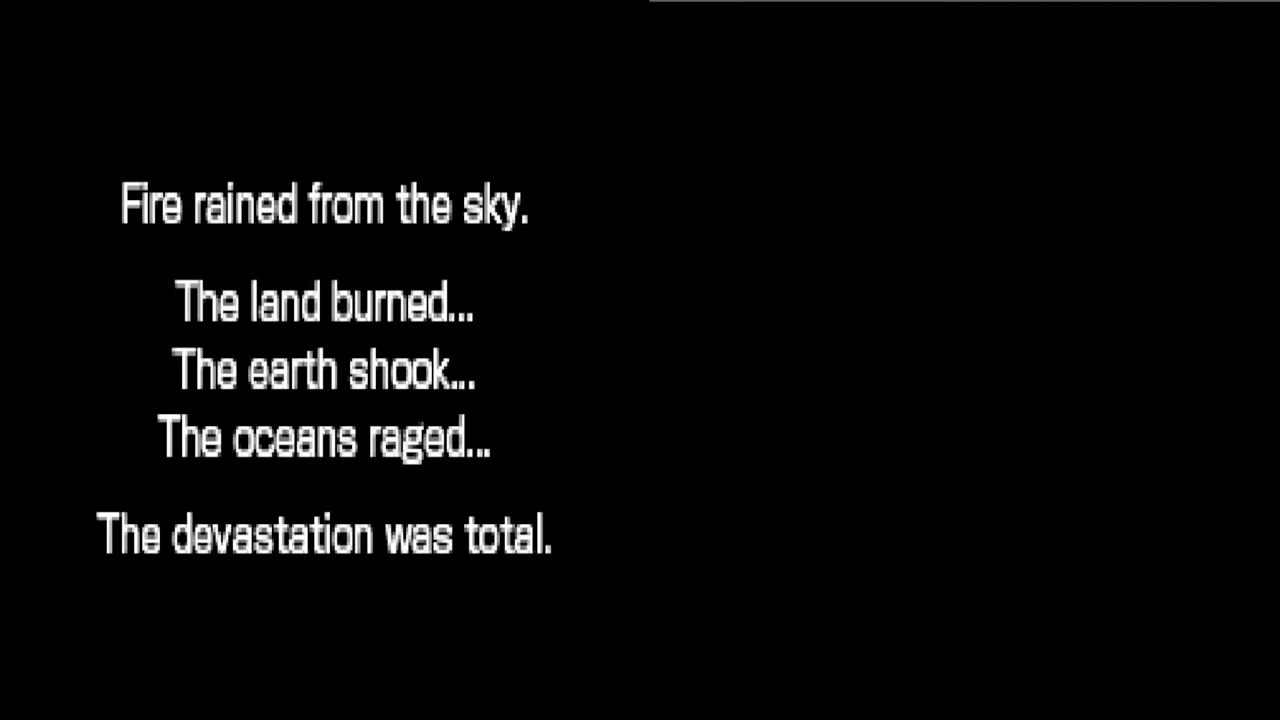 Fire rained from the sky.
The land burned...
The earth shook...
The oceans raged...
The devastation was total.